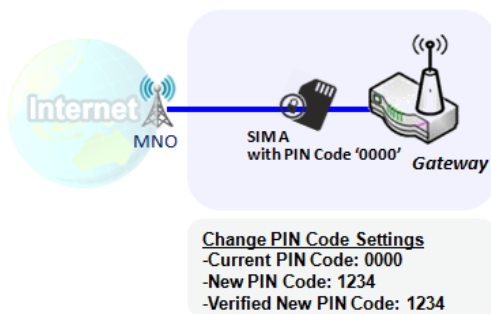 Internet
MNO
SIM A
with PIN Code ‘0000’
Gateway
Change PIN Code Settings
-Current PIN Code: 0000
-New PIN Code: 1234
-Verified New PIN Code: 1234